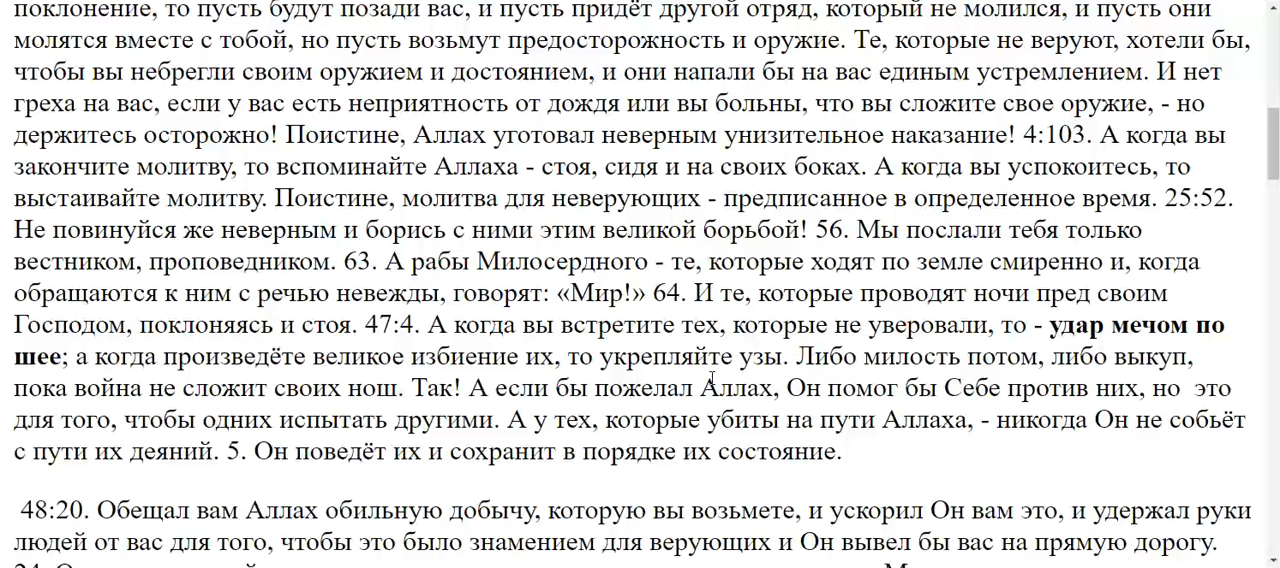 поклонение, то пусть будут позади вас, и пусть придёт другой отряд, который не молился, и пусть они
молятся вместе с тобой, но пусть возьмут предосторожность и оружие. Те, которые не веруют, хотели бы,
чтобы вы небрегли своим оружием и достоянием, и они напали бы на вас единым устремлением. И нет
греха на вас, если у вас есть неприятность от дождя или вы больны, что вы сложите свое оружие, - но
держитесь осторожно! Поистине, Аллах уготовал неверным унизительное наказание! 4:103. А когда вы
закончите молитву, то вспоминайте Аллаха - стоя, сидя и на своих боках. А когда вы успокоитесь, то
выстаивайте молитву. Поистине, молитва для неверующих - предписанное в определенное время. 25:52.
Не повинуйся же неверным и борись с ними этим великой борьбой! 56. Мы послали тебя только
вестником, проповедником. 63. А рабы Милосердного - те, которые ходят по земле смиренно и, когда
обращаются к ним с речью невежды, говорят: «Мир!» 64. И те, которые проводят ночи пред своим
Господом, поклоняясь и стоя. 47:4. А когда вы встретите тех, которые не уверовали, то - удар мечом по
шее; а когда произведёте великое избиение их, то укрепляйте узы. Либо милость потом, либо выкуп,
пока война не сложит своих нош. Так! А если бы пожелал Аллах, Он помог бы Себе против них, но это
для того, чтобы одних испытать другими. А у тех, которые убиты на пути Аллаха, - никогда Он не собьёт
с пути их деяний. 5. Он поведёт их и сохранит в порядке их состояние.
48:20. Обещал вам Аллах обильную добычу, которую вы возьмете, и ускорил Он вам это, и удержал руки
людей от вас для того, чтобы это было знамением для верующих и Он вывел бы вас на прямую дорогу.